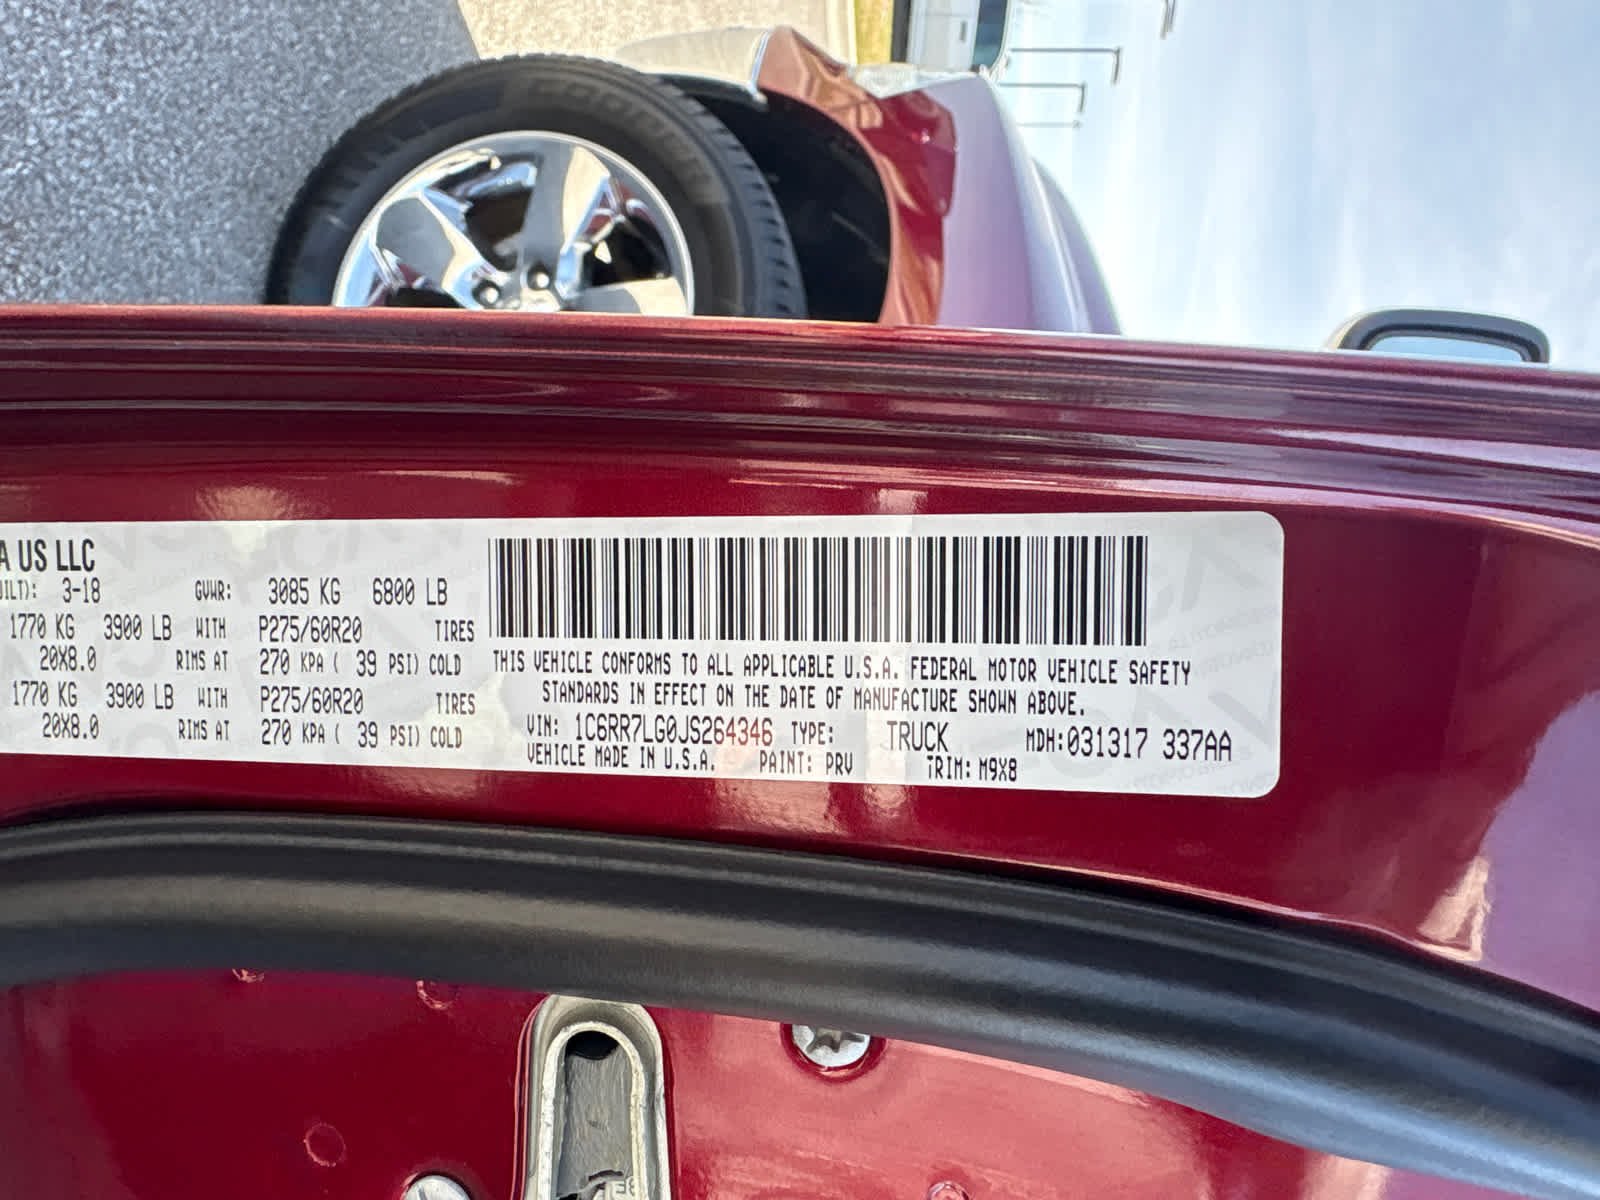 GOODYEAR
A US LLC
UILT): 3-18 GVWR: 3085 KG 6800 LB
1770 KG 3900 LB WITH P275/60R20 TIRES
20X8.0 RIMS AT 270 KPA ( 39 PSI) COLD
1770 KG 3900 LB WITH P275/60R20 TIRES
20X8.0 RIMS AT 270 KPA ( 39 PSI) COLD
THIS VEHICLE CONFORMS TO ALL APPLICABLE U.S.A. FEDERAL MOTOR VEHICLE SAFETY
STANDARDS IN EFFECT ON THE DATE OF MANUFACTURE SHOWN ABOVE.
VIN: 1C6RR7LG0JS264346 TYPE: TRUCK MDH:031317 337AA
VEHICLE MADE IN U.S.A. PAINT: PRV TRIM: M9X8